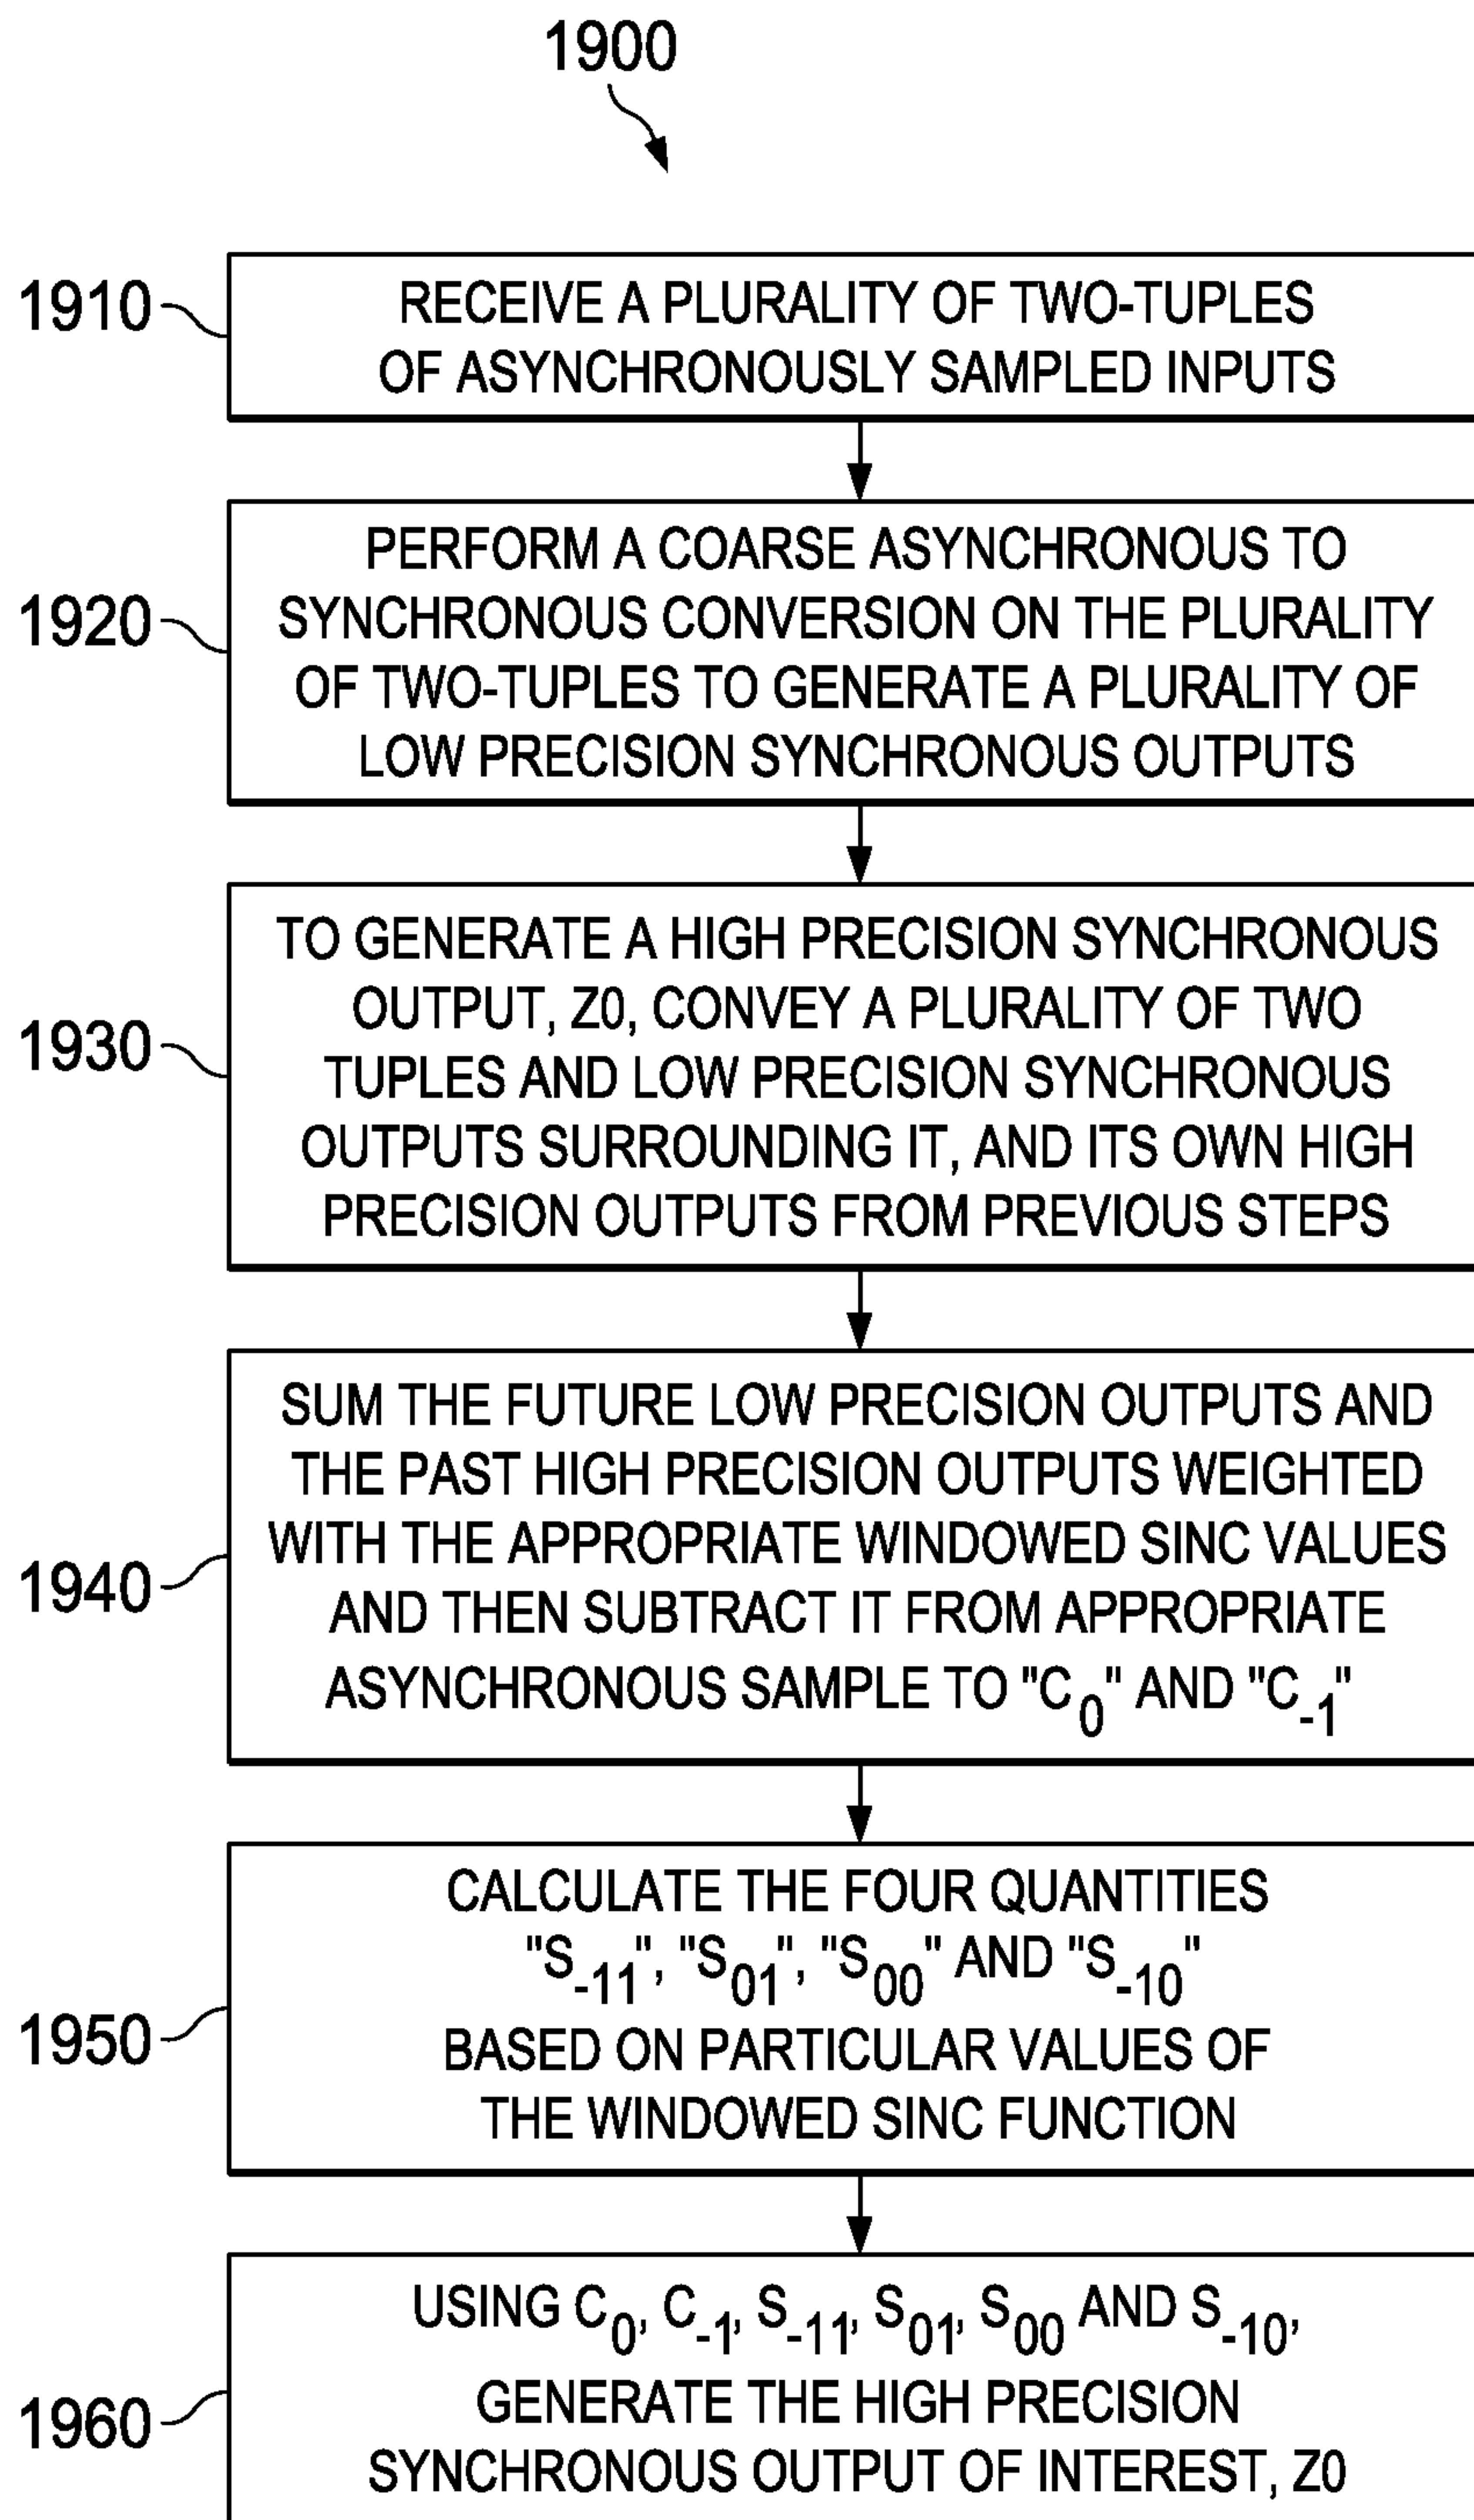 1900
1910
RECEIVE A PLURALITY OF TWO-TUPLES
OF ASYNCHRONOUSLY SAMPLED INPUTS
1920
PERFORM A COARSE ASYNCHRONOUS TO
SYNCHRONOUS CONVERSION ON THE PLURALITY
OF TWO-TUPLES TO GENERATE A PLURALITY OF
LOW PRECISION SYNCHRONOUS OUTPUTS
1930
TO GENERATE A HIGH PRECISION SYNCHRONOUS
OUTPUT, Z0, CONVEY A PLURALITY OF TWO
TUPLES AND LOW PRECISION SYNCHRONOUS
OUTPUTS SURROUNDING IT, AND ITS OWN HIGH
PRECISION OUTPUTS FROM PREVIOUS STEPS
1940
SUM THE FUTURE LOW PRECISION OUTPUTS AND
THE PAST HIGH PRECISION OUTPUTS WEIGHTED
WITH THE APPROPRIATE WINDOWED SINC VALUES
AND THEN SUBTRACT IT FROM APPROPRIATE
ASYNCHRONOUS SAMPLE TO "C0" AND "C-1"
1950
CALCULATE THE FOUR QUANTITIES
"S-11", "S01", "S00" AND "S-10"
BASED ON PARTICULAR VALUES OF
THE WINDOWED SINC FUNCTION
1960
USING C0, C-1, S-11, S01, S00 AND S-10,
GENERATE THE HIGH PRECISION
SYNCHRONOUS OUTPUT OF INTEREST, Z0